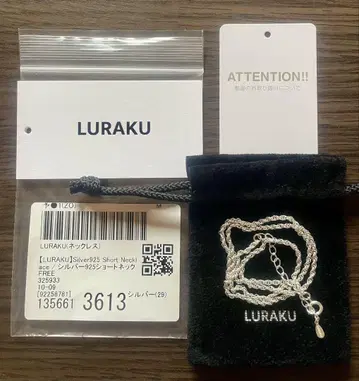 ATTENTION!!
LURAKU
LURAKU(ネックレス)
【LURAKU】Silver925 Short Neckl
ace / シルバー925ショートネック
FREE
325933
10-09
[92258781]
135661 3613 シルバー(29)
LURAKU